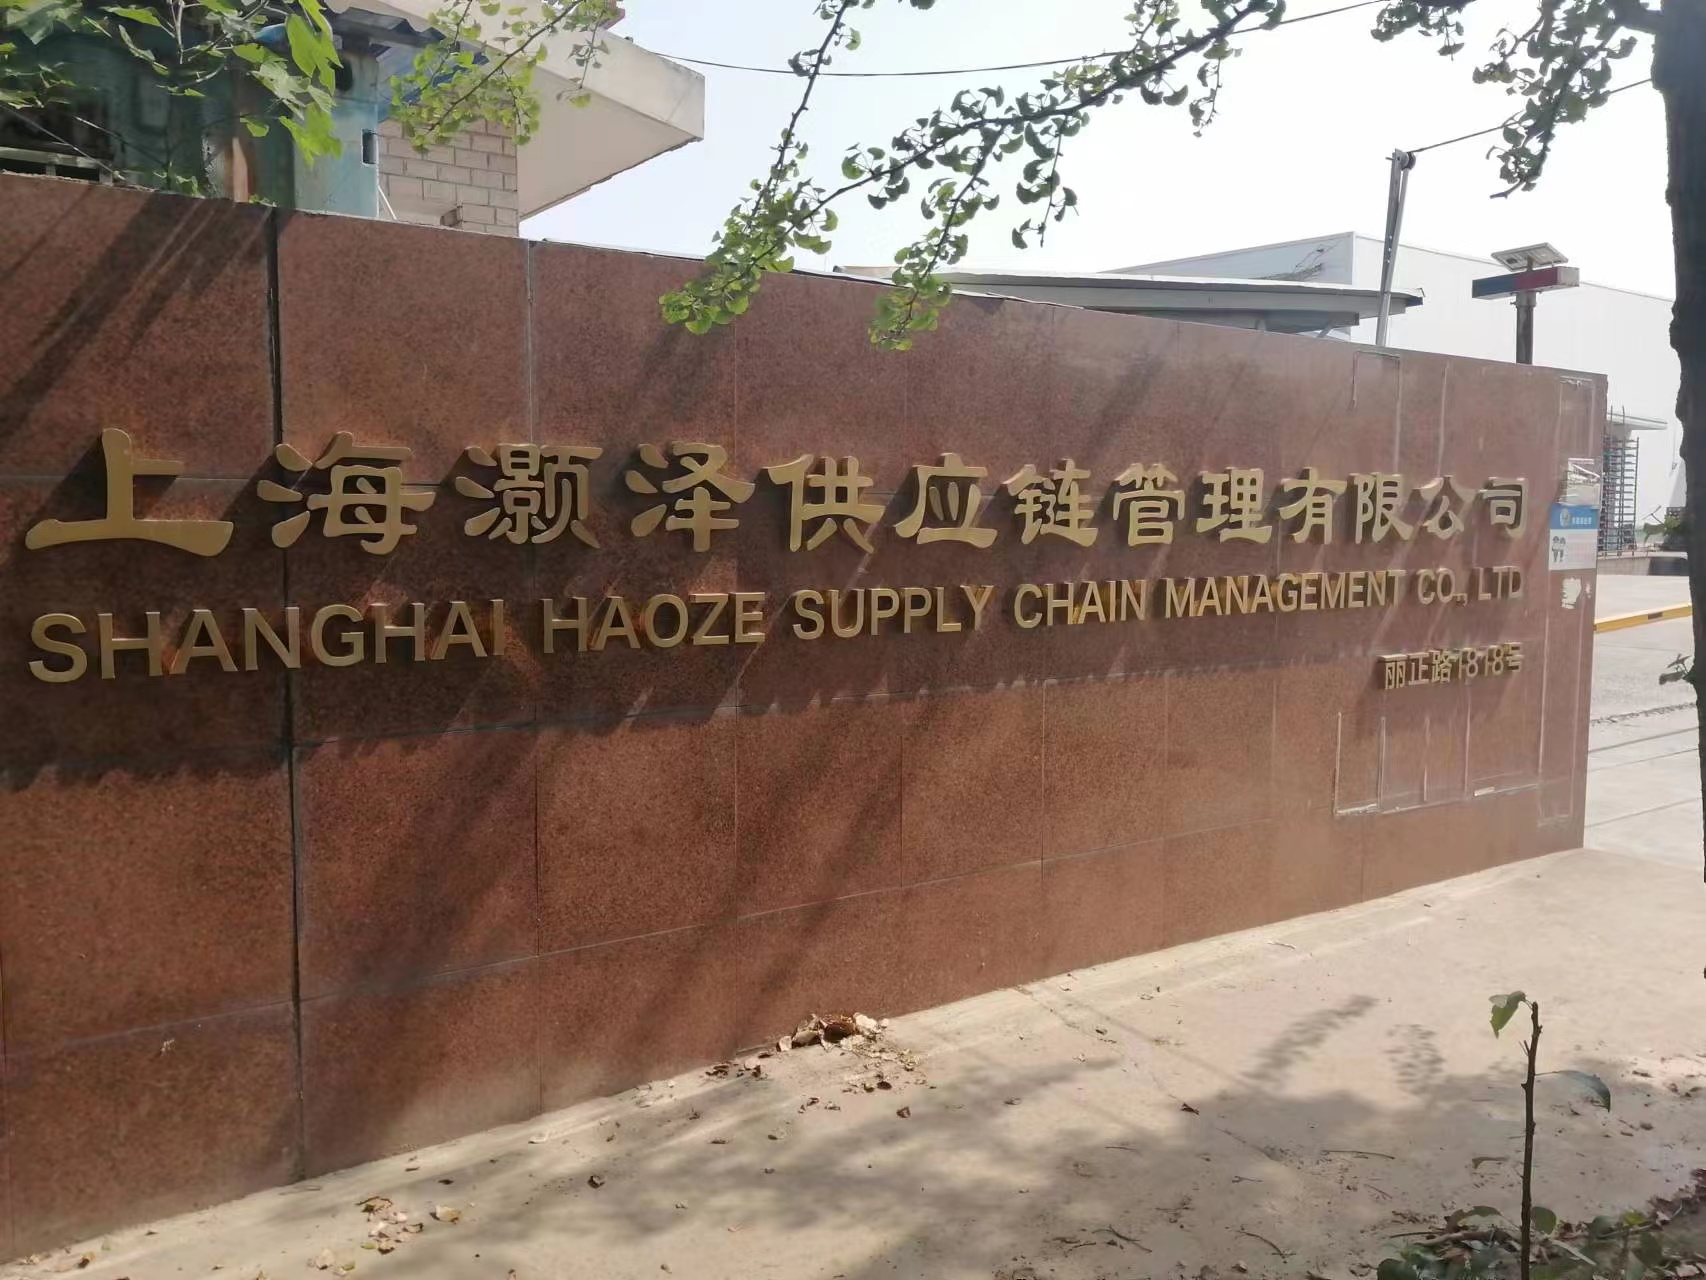 上海灏泽供应链管理有限公司
SHANGHAI HAOZE SUPPLY CHAIN MANAGEMENT CO., LTD
丽正路1818号